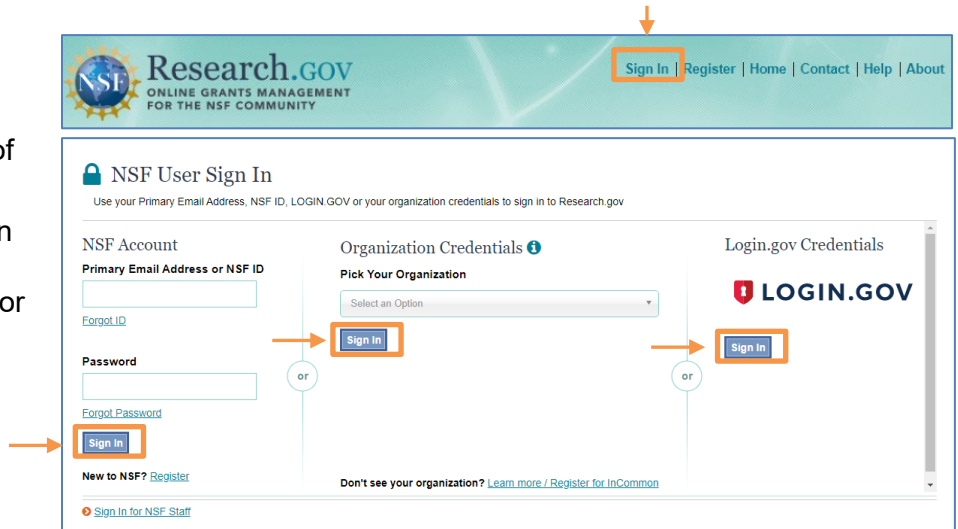 NSF
Research.GOV
ONLINE GRANTS MANAGEMENT
FOR THE NSF COMMUNITY
Sign In | Register | Home | Contact | Help | About
of
n
or
NSF User Sign In
Use your Primary Email Address, NSF ID, LOGIN.GOV or your organization credentials to sign in to Research.gov
NSF Account
Primary Email Address or NSF ID
Forgot ID
Password
Forgot Password
Sign In
New to NSF? Register
or
Organization Credentials
Pick Your Organization
Select an Option
Sign In
Don't see your organization? Learn more / Register for InCommon
or
Login.gov Credentials
LOGIN.GOV
Sign In
Sign In for NSF Staff